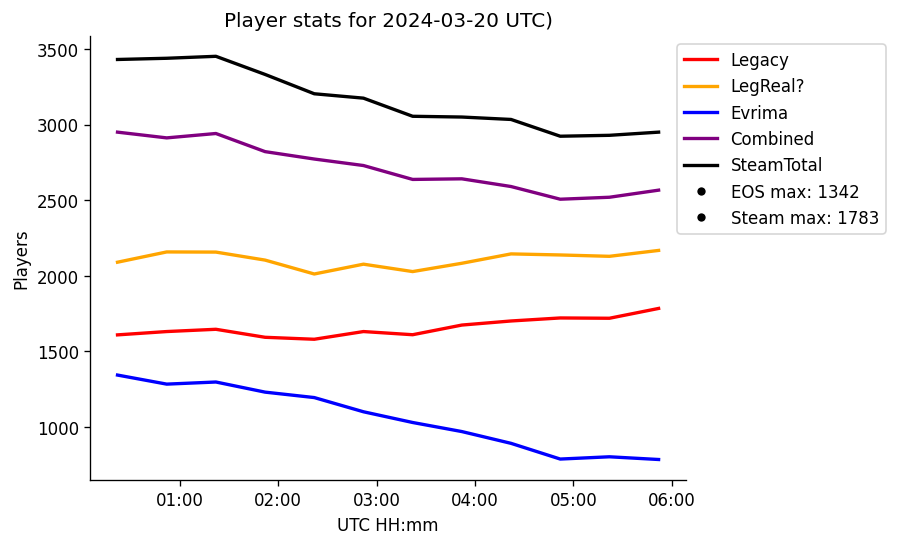 Player stats for 2024-03-20 UTC)
3500
3000
2500
2000
1500
1000
Players
01:00
02:00
03:00
04:00
05:00
06:00
UTC HH:mm
Legacy
LegReal?
Evrima
Combined
SteamTotal
EOS max: 1342
Steam max: 1783